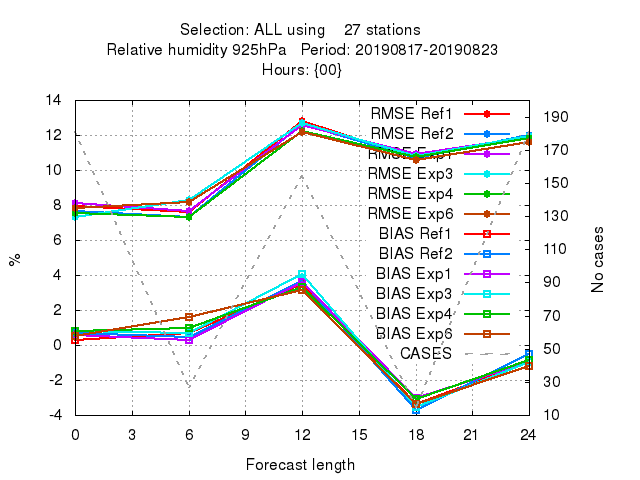 Selection: ALL using 27 stations
Relative humidity 925hPa Period: 20190817-20190823
Hours: {00}
14
12
10
8
6
4
2
0
-2
-4
%
0 3 6 9 12 15 18 21 24
Forecast length
190
170
150
130
110
90
70
50
30
10
No cases
RMSE Ref1
RMSE Ref2
RMSE Exp1
RMSE Exp3
RMSE Exp4
RMSE Exp6
BIAS Ref1
BIAS Ref2
BIAS Exp1
BIAS Exp3
BIAS Exp4
BIAS Exp6
CASES